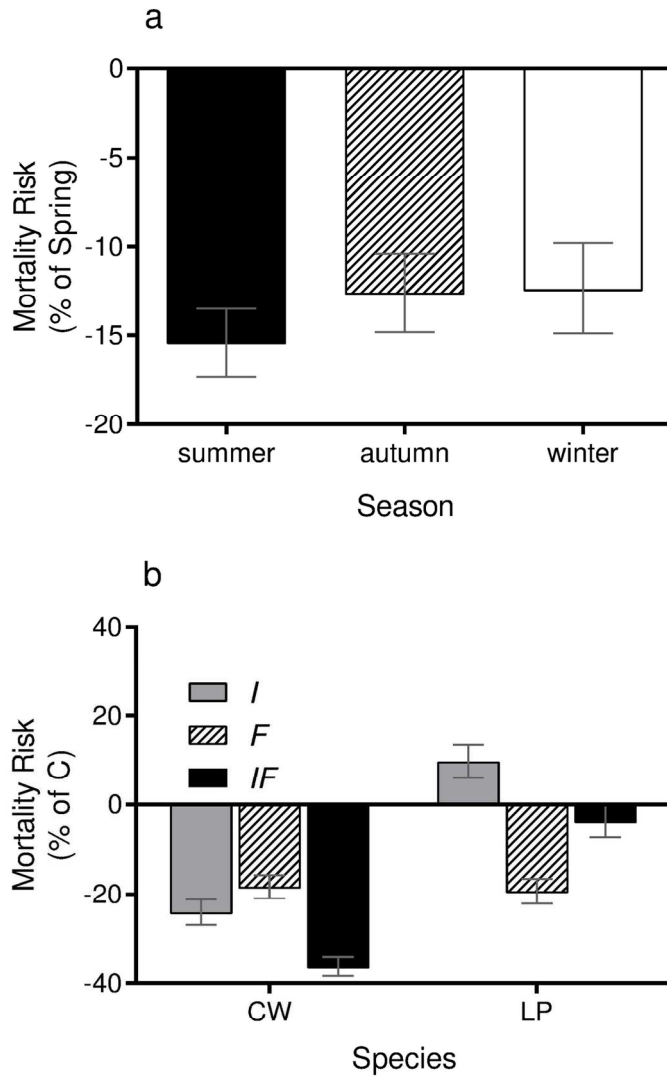 a
0
-5
-10
-15
-20
Mortality Risk
(% of Spring)
summer autumn winter
Season
b
40
20
0
-20
-40
Mortality Risk
(% of C)
I
F
IF
CW LP
Species